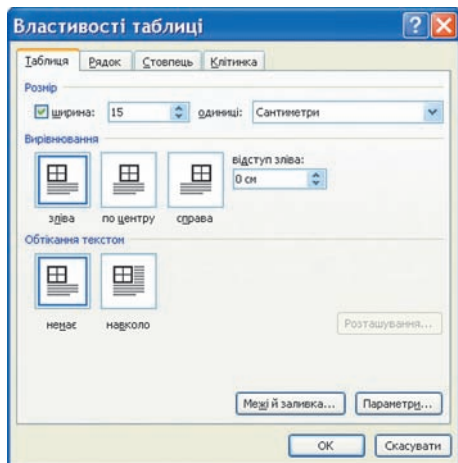 Властивості таблиці
Таблиця Рядок Стовпець Клітинка
Розмір
ширина: 15 одиниці: Сантиметри
Вирівнювання
відступ зліва:
0 см
зліва по центру справа
Обтікання текстом
немає навколо
Розташування...
Межі й заливка... Параметри...
ОК Скасувати